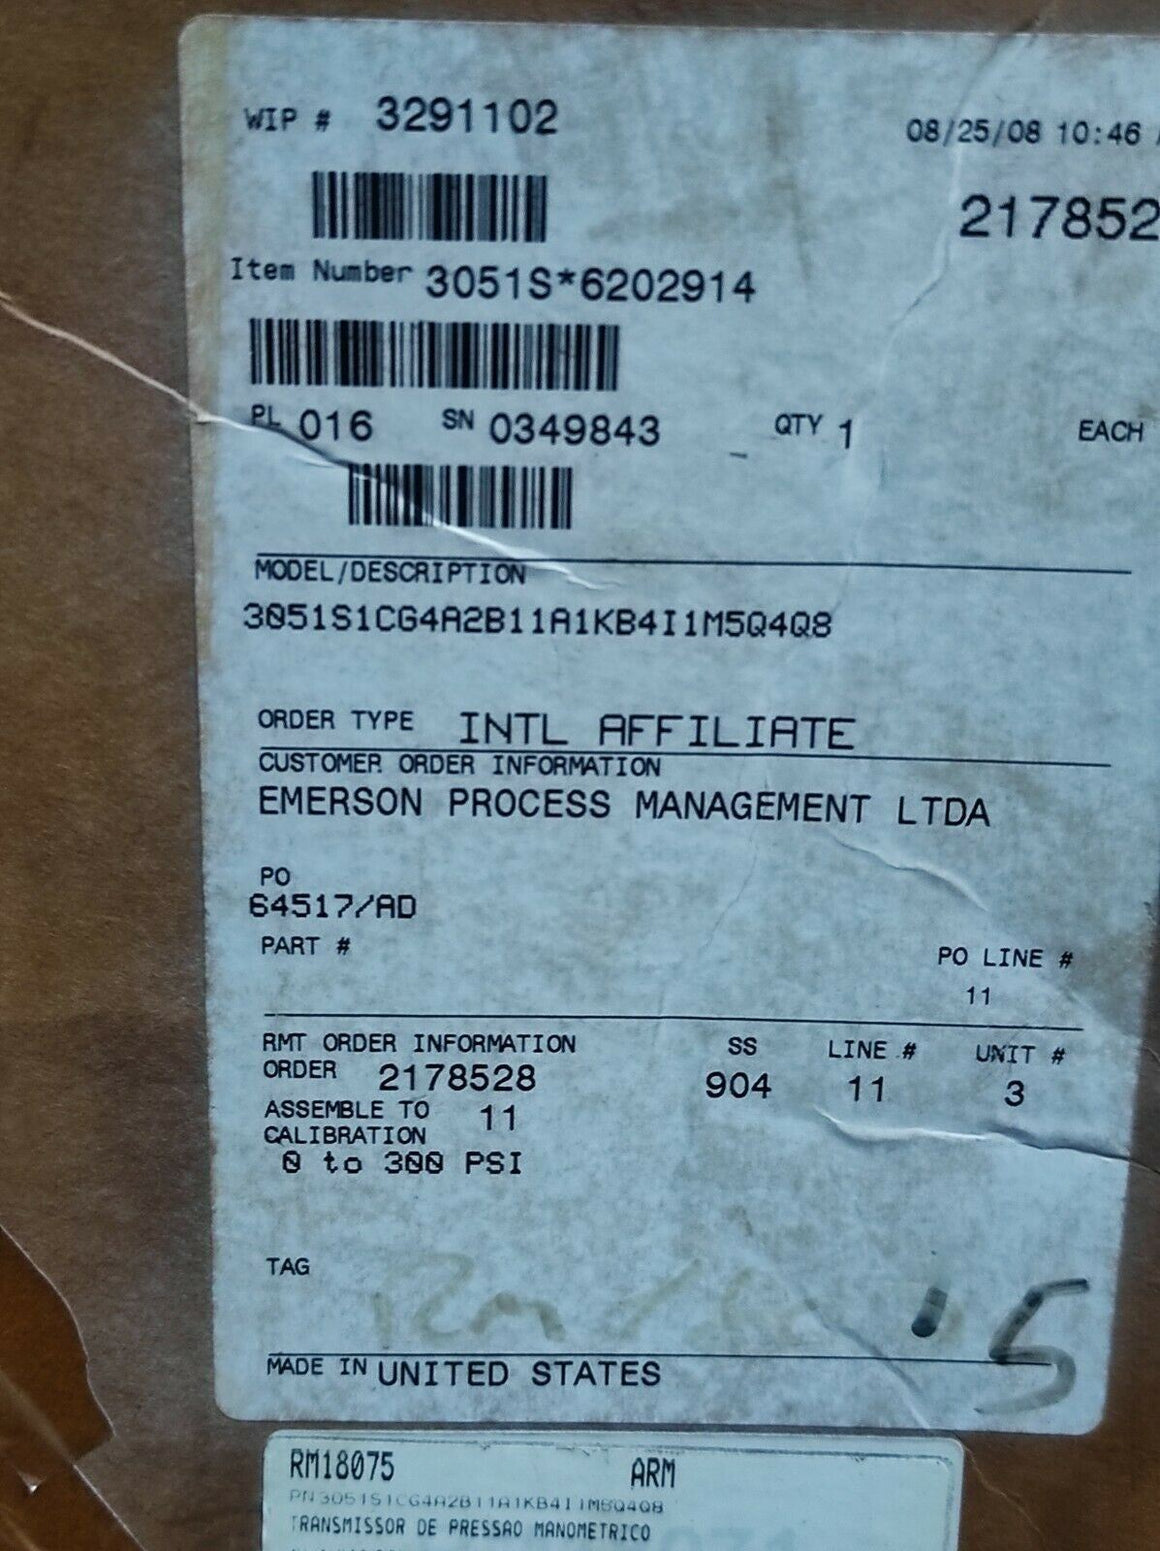 WIP # 3291102
08/25/08 10:46
217852
Item Number 3051S*6202914
PL 016 SN 0349843 QTY 1 EACH
MODEL/DESCRIPTION
3051S1CG4A2B11A1KB4I1M5Q4Q8
ORDER TYPE INTL AFFILIATE
CUSTOMER ORDER INFORMATION
EMERSON PROCESS MANAGEMENT LTDA
PO
64517/AD
PART #
PO LINE #
11
RMT ORDER INFORMATION SS LINE # UNIT #
ORDER 2178528 904 11 3
ASSEMBLE TO 11
CALIBRATION
0 to 300 PSI
TAG
5
MADE IN UNITED STATES
RM18075 ARM
PN3051S1CG4A2B11A1KB4I1M5Q4Q8
TRANSMISSOR DE PRESSAO MANOMETRICO